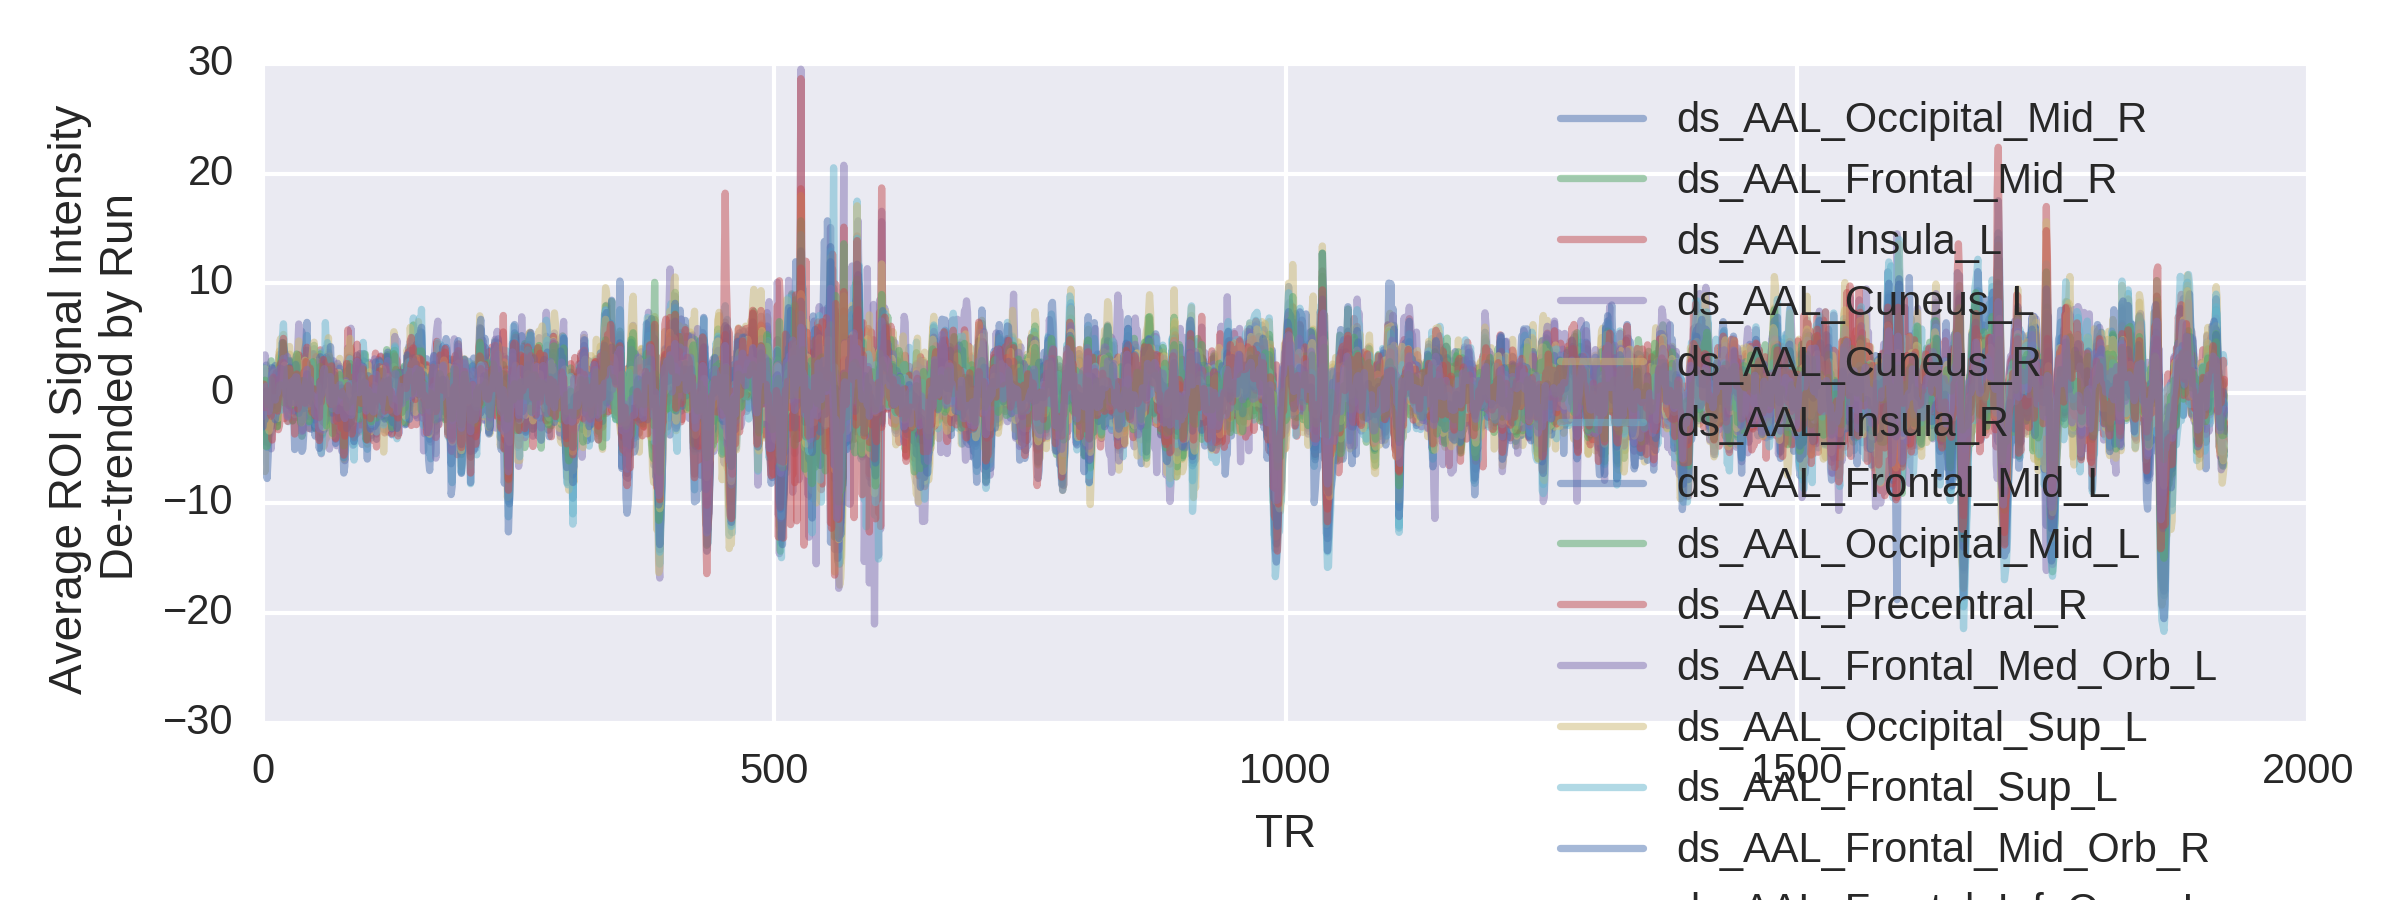 Average ROI Signal Intensity
De-trended by Run
30
20
10
0
−10
−20
−30
0
500
1000
1500
2000
TR
ds_AAL_Occipital_Mid_R
ds_AAL_Frontal_Mid_R
ds_AAL_Insula_L
ds_AAL_Cuneus_L
ds_AAL_Cuneus_R
ds_AAL_Insula_R
ds_AAL_Frontal_Mid_L
ds_AAL_Occipital_Mid_L
ds_AAL_Precentral_R
ds_AAL_Frontal_Med_Orb_L
ds_AAL_Occipital_Sup_L
ds_AAL_Frontal_Sup_L
ds_AAL_Frontal_Mid_Orb_R